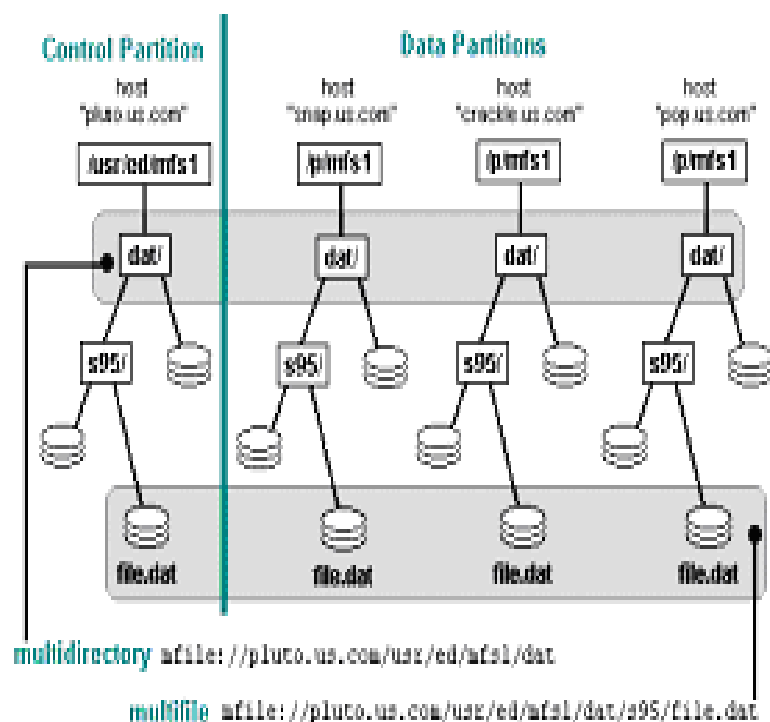 Control Partition Data Partitions
host host host host
"pluto.us.com" "snap.us.com" "crackle.us.com" "pop.us.com"
/usr/ed/mfs1 /p/mfs1 /p/mfs1 /p/mfs1
dat/ dat/ dat/ dat/
s95/ s95/ s95/ s95/
file.dat file.dat file.dat file.dat
multidirectory mfile://pluto.us.com/usr/ed/mfs1/dat
multifile mfile://pluto.us.com/usr/ed/mfs1/dat/s95/file.dat